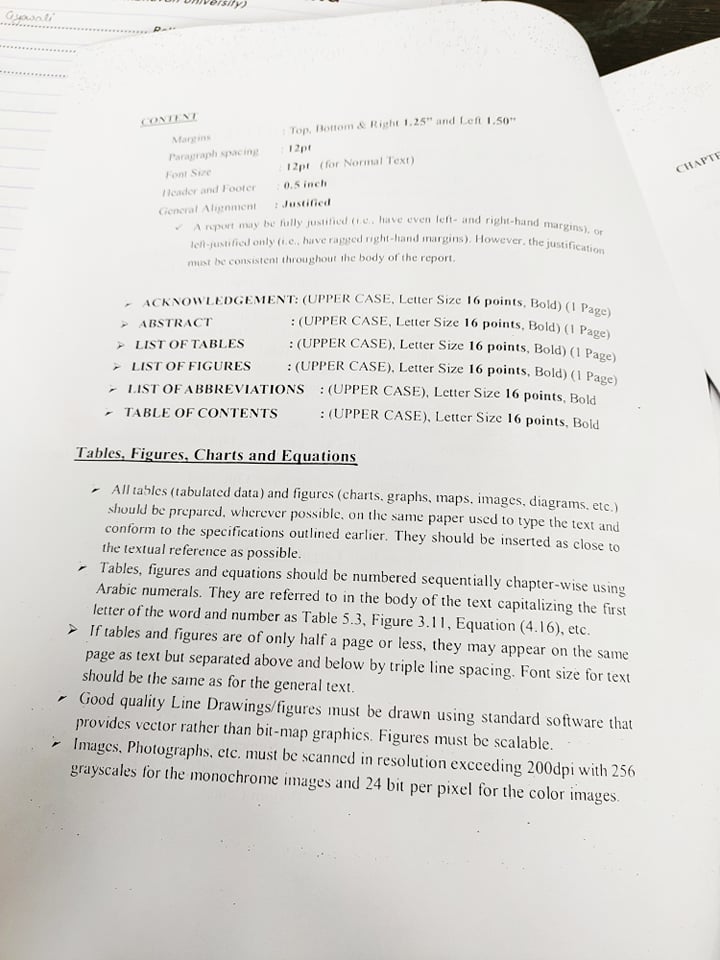 University)
CONTENT
Margins : Top, Bottom & Right 1.25" and Left 1.50"
Paragraph spacing : 12pt
Font Size : 12pt (for Normal Text)
Header and Footer : 0.5 inch
General Alignment : Justified
✓ A report may be fully justified (i.e., have even left- and right-hand margins), or
left-justified only (i.e., have ragged right-hand margins). However, the justification
must be consistent throughout the body of the report.
➤ ACKNOWLEDGEMENT: (UPPER CASE, Letter Size 16 points, Bold) (1 Page)
➤ ABSTRACT : (UPPER CASE, Letter Size 16 points, Bold) (1 Page)
➤ LIST OF TABLES : (UPPER CASE, Letter Size 16 points, Bold) (1 Page)
➤ LIST OF FIGURES : (UPPER CASE, Letter Size 16 points, Bold) (1 Page)
➤ LIST OF ABBREVIATIONS : (UPPER CASE), Letter Size 16 points, Bold
➤ TABLE OF CONTENTS : (UPPER CASE), Letter Size 16 points, Bold
Tables, Figures, Charts and Equations
➤ All tables (tabulated data) and figures (charts, graphs, maps, images, diagrams, etc.)
should be prepared, wherever possible, on the same paper used to type the text and
conform to the specifications outlined earlier. They should be inserted as close to
the textual reference as possible.
➤ Tables, figures and equations should be numbered sequentially chapter-wise using
Arabic numerals. They are referred to in the body of the text capitalizing the first
letter of the word and number as Table 5.3, Figure 3.11, Equation (4.16), etc.
➤ If tables and figures are of only half a page or less, they may appear on the same
page as text but separated above and below by triple line spacing. Font size for text
should be the same as for the general text.
➤ Good quality Line Drawings/figures must be drawn using standard software that
provides vector rather than bit-map graphics. Figures must be scalable.
➤ Images, Photographs, etc. must be scanned in resolution exceeding 200dpi with 256
grayscales for the monochrome images and 24 bit per pixel for the color images.
CHAPTE